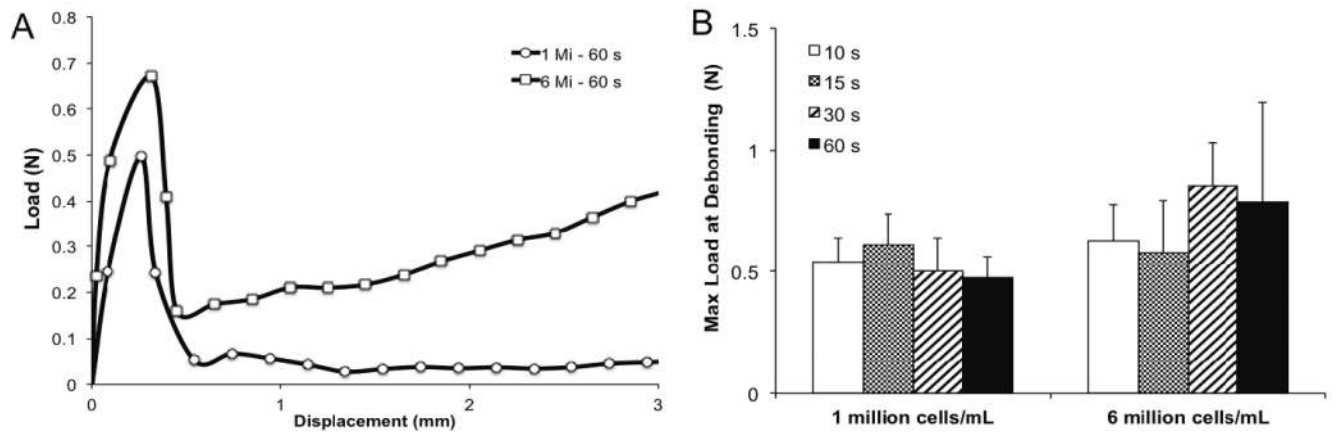 A
0.8
0.7
0.6
0.5
0.4
0.3
0.2
0.1
0
Load (N)
1 Mi - 60 s
6 Mi - 60 s
0 1 2 3
Displacement (mm)
B
1.5
1
0.5
0
Max Load at Debonding (N)
10 s
15 s
30 s
60 s
1 million cells/mL 6 million cells/mL